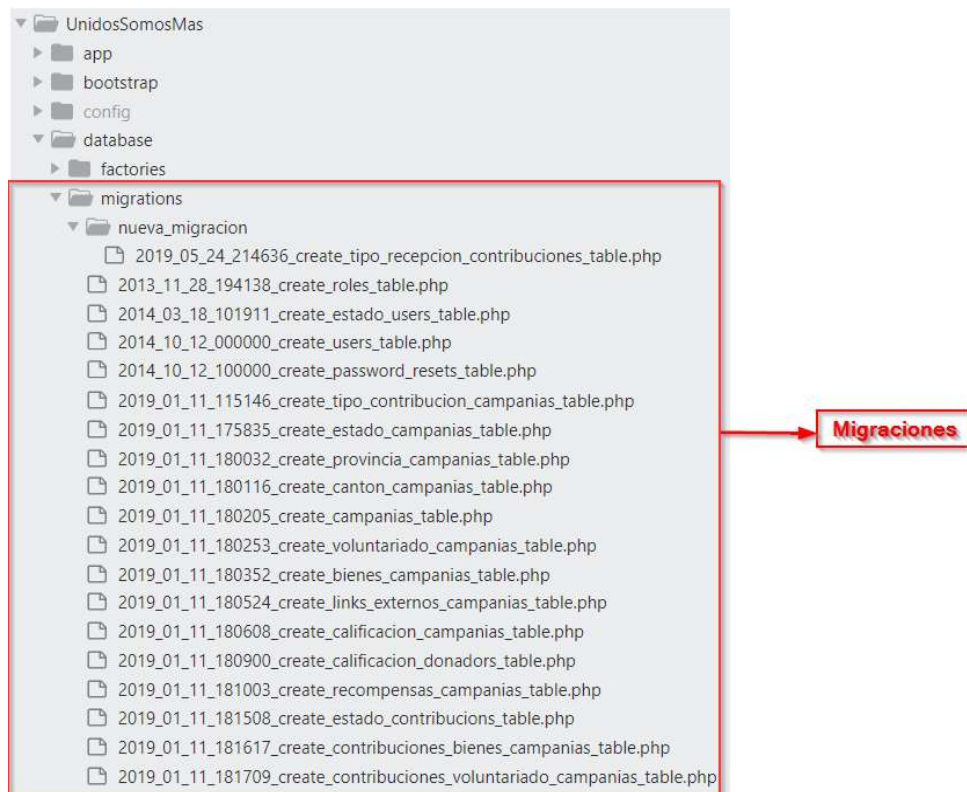 UnidosSomosMas
app
bootstrap
config
database
factories
migrations
nueva_migracion
2019_05_24_214636_create_tipo_recepcion_contribuciones_table.php
2013_11_28_194138_create_roles_table.php
2014_03_18_101911_create_estado_users_table.php
2014_10_12_000000_create_users_table.php
2014_10_12_100000_create_password_resets_table.php
2019_01_11_115146_create_tipo_contribucion_campanias_table.php
2019_01_11_175835_create_estado_campanias_table.php
2019_01_11_180032_create_provincia_campanias_table.php
2019_01_11_180116_create_canton_campanias_table.php
2019_01_11_180205_create_campanias_table.php
2019_01_11_180253_create_voluntariado_campanias_table.php
2019_01_11_180352_create_bienes_campanias_table.php
2019_01_11_180524_create_links_externos_campanias_table.php
2019_01_11_180608_create_calificacion_campanias_table.php
2019_01_11_180900_create_calificacion_donadors_table.php
2019_01_11_181003_create_recompensas_campanias_table.php
2019_01_11_181508_create_estado_contribucions_table.php
2019_01_11_181617_create_contribuciones_bienes_campanias_table.php
2019_01_11_181709_create_contribuciones_voluntariado_campanias_table.php
Migraciones